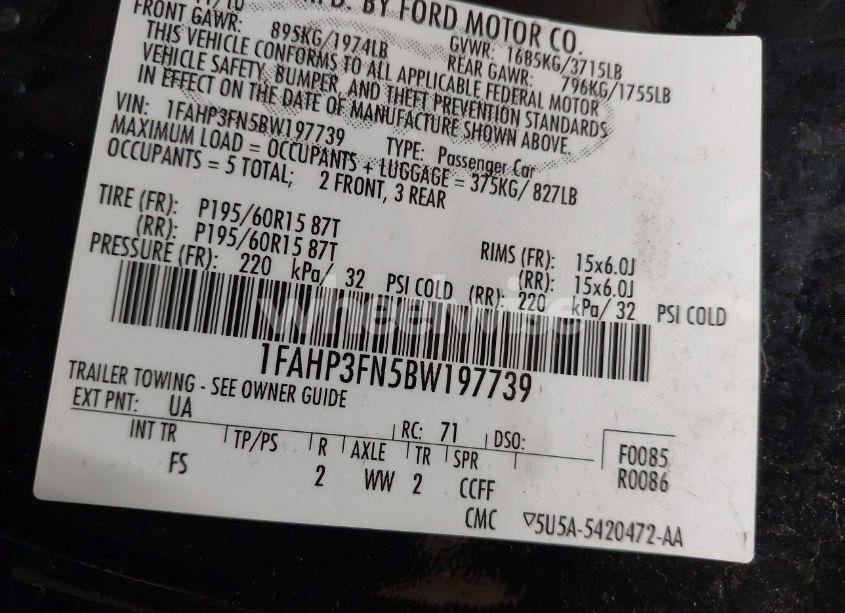 BY FORD MOTOR CO.
FRONT GAWR: GVWR: 1685KG/3715LB
895KG/1974LB REAR GAWR: 796KG/1755LB
THIS VEHICLE CONFORMS TO ALL APPLICABLE FEDERAL MOTOR
VEHICLE SAFETY, BUMPER, AND THEFT PREVENTION STANDARDS
IN EFFECT ON THE DATE OF MANUFACTURE SHOWN ABOVE.
VIN: 1FAHP3FN5BW197739 TYPE: Passenger Car
MAXIMUM LOAD = OCCUPANTS + LUGGAGE = 375KG/ 827LB
OCCUPANTS = 5 TOTAL; 2 FRONT, 3 REAR
TIRE (FR): P195/60R15 87T RIMS (FR): 15x6.0J
(RR): P195/60R15 87T (RR): 15x6.0J
PRESSURE (FR): 220 kPa/ 32 PSI COLD (RR): 220 kPa/ 32 PSI COLD
wheelwise
1FAHP3FN5BW197739
TRAILER TOWING - SEE OWNER GUIDE
EXT PNT: UA RC: 71 DSO:
INT TR TP/PS R AXLE TR SPR F0085
FS 2 WW 2 CCFF R0086
CMC ▽5U5A-5420472-AA